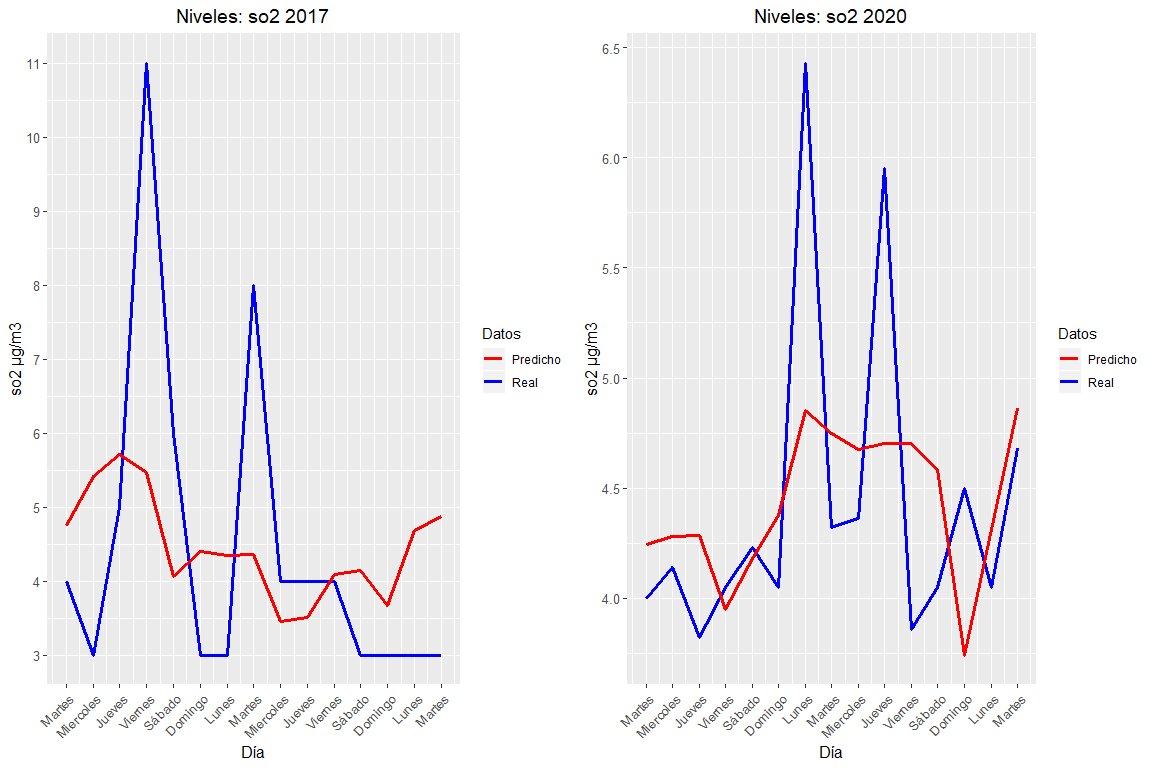 Niveles: so2 2017
11
10
9
8
7
6
5
4
3
so2 µg/m3
Martes
Miercoles
Jueves
Viernes
Sábado
Domingo
Lunes
Martes
Miercoles
Jueves
Viernes
Sábado
Domingo
Lunes
Martes
Día
Datos
Predicho
Real
Niveles: so2 2020
6.5
6.0
5.5
5.0
4.5
4.0
so2 µg/m3
Martes
Miercoles
Jueves
Viernes
Sábado
Domingo
Lunes
Martes
Miercoles
Jueves
Viernes
Sábado
Domingo
Lunes
Martes
Día
Datos
Predicho
Real